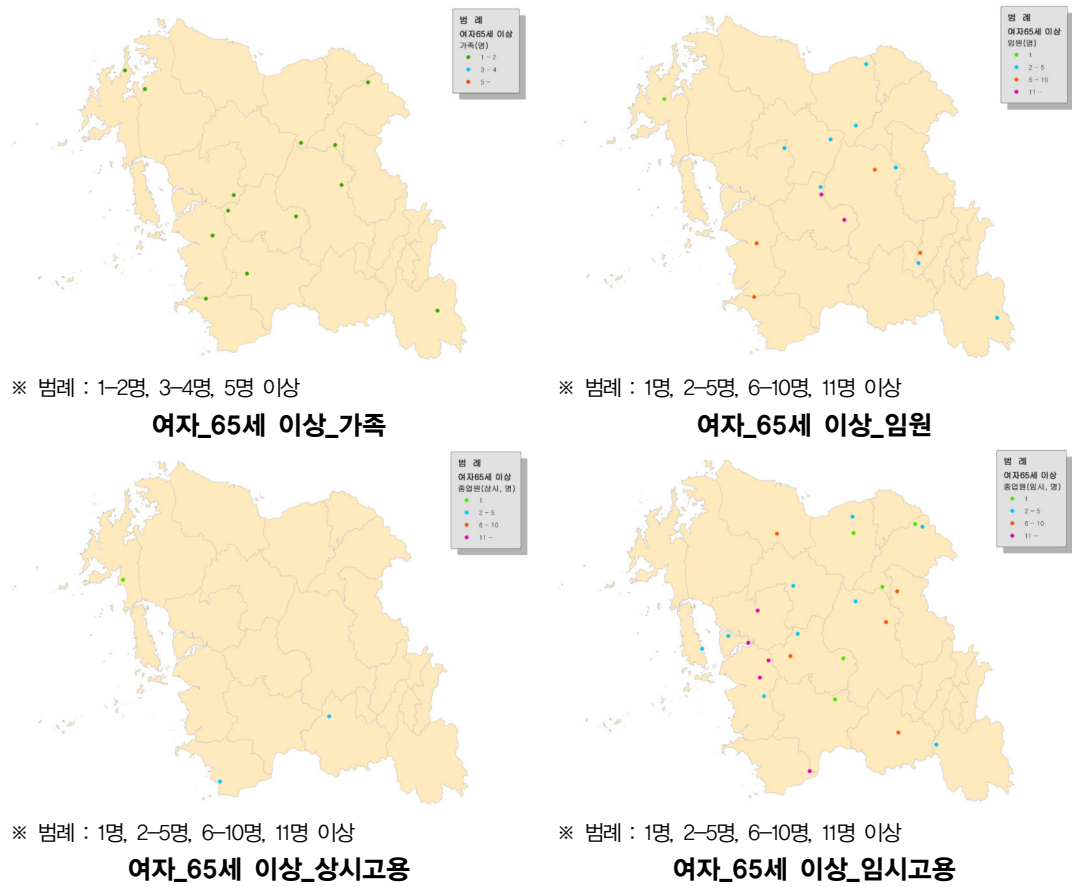 범 례
여자65세 이상
가족(명)
1 - 2
3 - 4
5 -
범 례
여자65세 이상
임원(명)
1
2 - 5
6 - 10
11 -
※ 범례 : 1-2명, 3-4명, 5명 이상
※ 범례 : 1명, 2-5명, 6-10명, 11명 이상
여자_65세 이상_가족
여자_65세 이상_임원
범 례
여자65세 이상
종업원(상시, 명)
1
2 - 5
6 - 10
11 -
범 례
여자65세 이상
종업원(임시, 명)
1
2 - 5
6 - 10
11 -
※ 범례 : 1명, 2-5명, 6-10명, 11명 이상
※ 범례 : 1명, 2-5명, 6-10명, 11명 이상
여자_65세 이상_상시고용
여자_65세 이상_임시고용